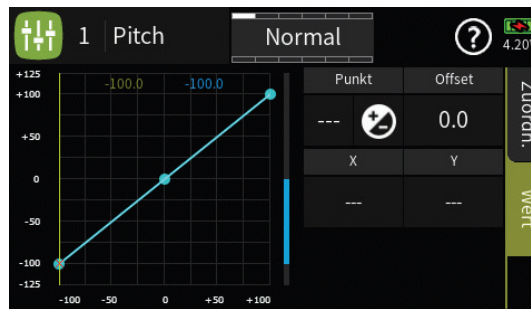 1 Pitch Normal ? 4.20V
+125 -100.0 -100.0 Punkt Offset
+100
--- 0.0
+50
X Y
0
--- ---
-50
-100
-125
-100 -50 0 +50 +100
Zuordn.
Wert